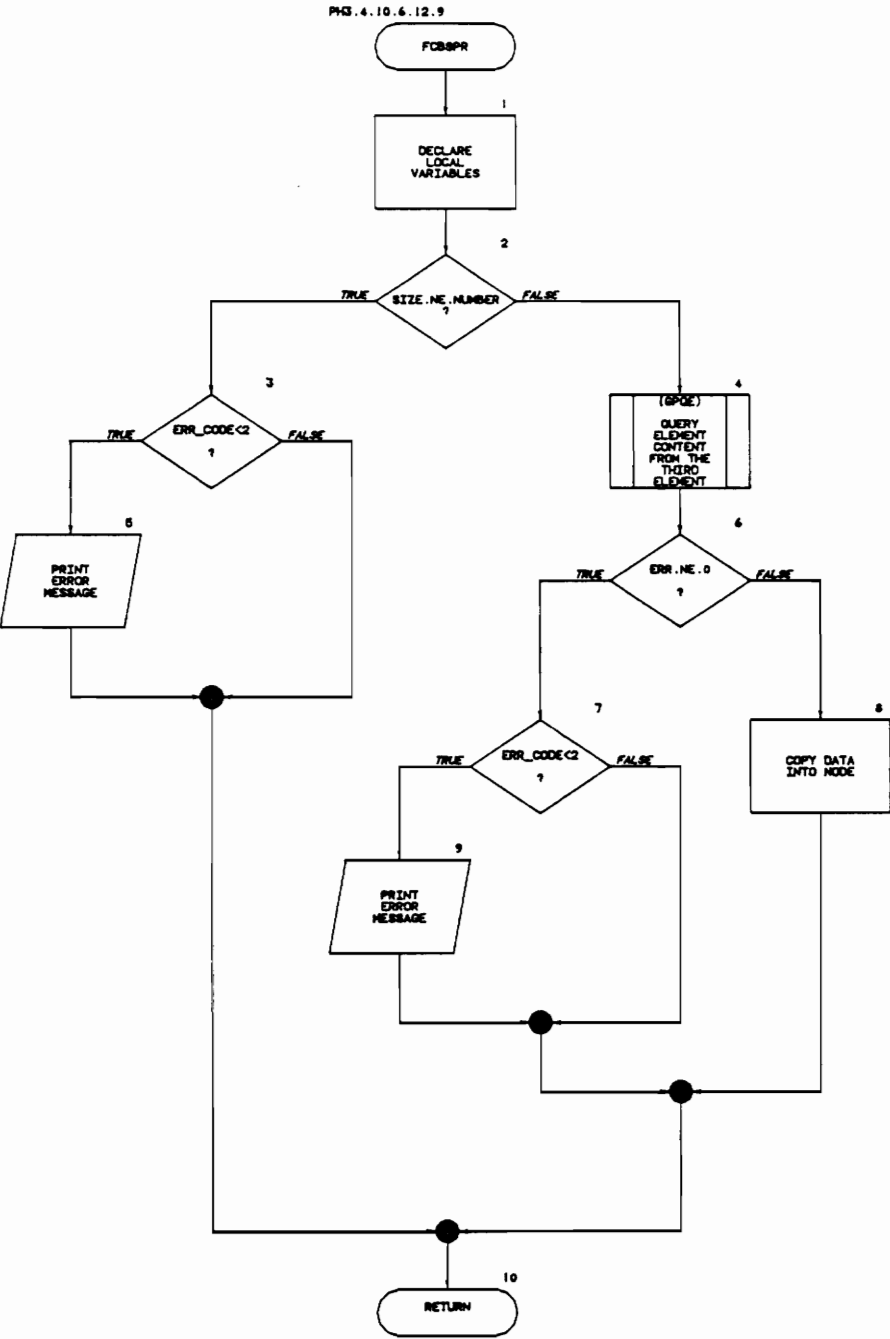 PH3.4.10.6.12.9
FCBSPR
1
DECLARE
LOCAL
VARIABLES
2
TRUE
SIZE.NE.NUMBER
?
FALSE
3
TRUE
ERR_CODE<2
?
FALSE
4
(GPQE)
QUERY
ELEMENT
CONTENT
FROM THE
THIRD
ELEMENT
5
PRINT
ERROR
MESSAGE
6
TRUE
ERR.NE.0
?
FALSE
7
TRUE
ERR_CODE<2
?
FALSE
8
COPY DATA
INTO NODE
9
PRINT
ERROR
MESSAGE
10
RETURN